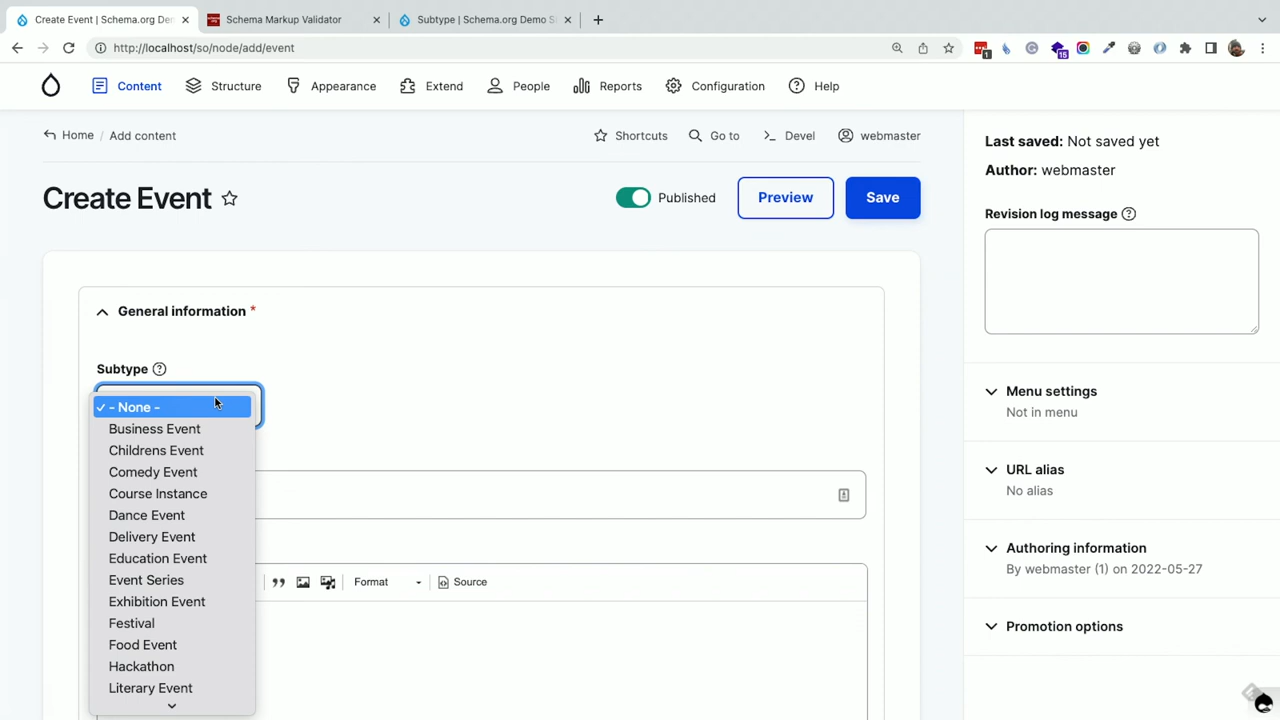 Create Event | Schema.org Der
Schema Markup Validator
Subtype | Schema.org Demo S
http://localhost/so/node/add/event
1
15
Content
Structure
Appearance
Extend
People
Reports
Configuration
Help
Home / Add content
Shortcuts
Go to
Devel
webmaster
Create Event
Published
Preview
Save
General information *
Subtype
- None -
Business Event
Childrens Event
Comedy Event
Course Instance
Dance Event
Delivery Event
Education Event
Event Series
Exhibition Event
Festival
Food Event
Hackathon
Literary Event
Format
Source
Last saved: Not saved yet
Author: webmaster
Revision log message
Menu settings
Not in menu
URL alias
No alias
Authoring information
By webmaster (1) on 2022-05-27
Promotion options